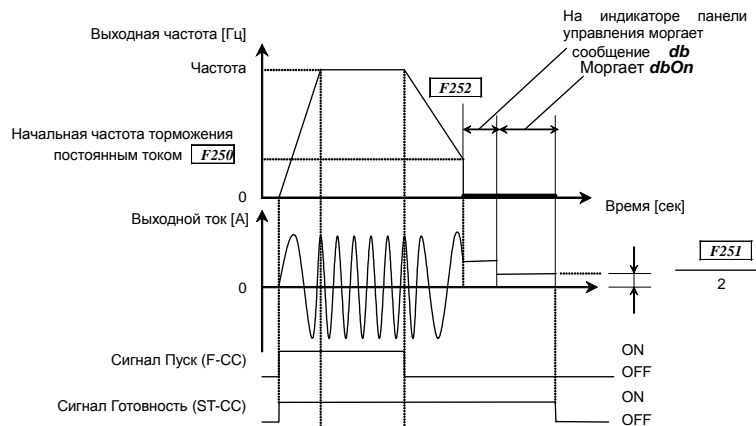 На индикаторе панели
управления моргает
сообщение db
Моргает dbOn
Выходная частота [Гц]
Частота
F252
Начальная частота торможения
постоянным током F250
0
Время [сек]
Выходной ток [А]
F251
2
0
Сигнал Пуск (F-CC)
ON
OFF
Сигнал Готовность (ST-CC)
ON
OFF